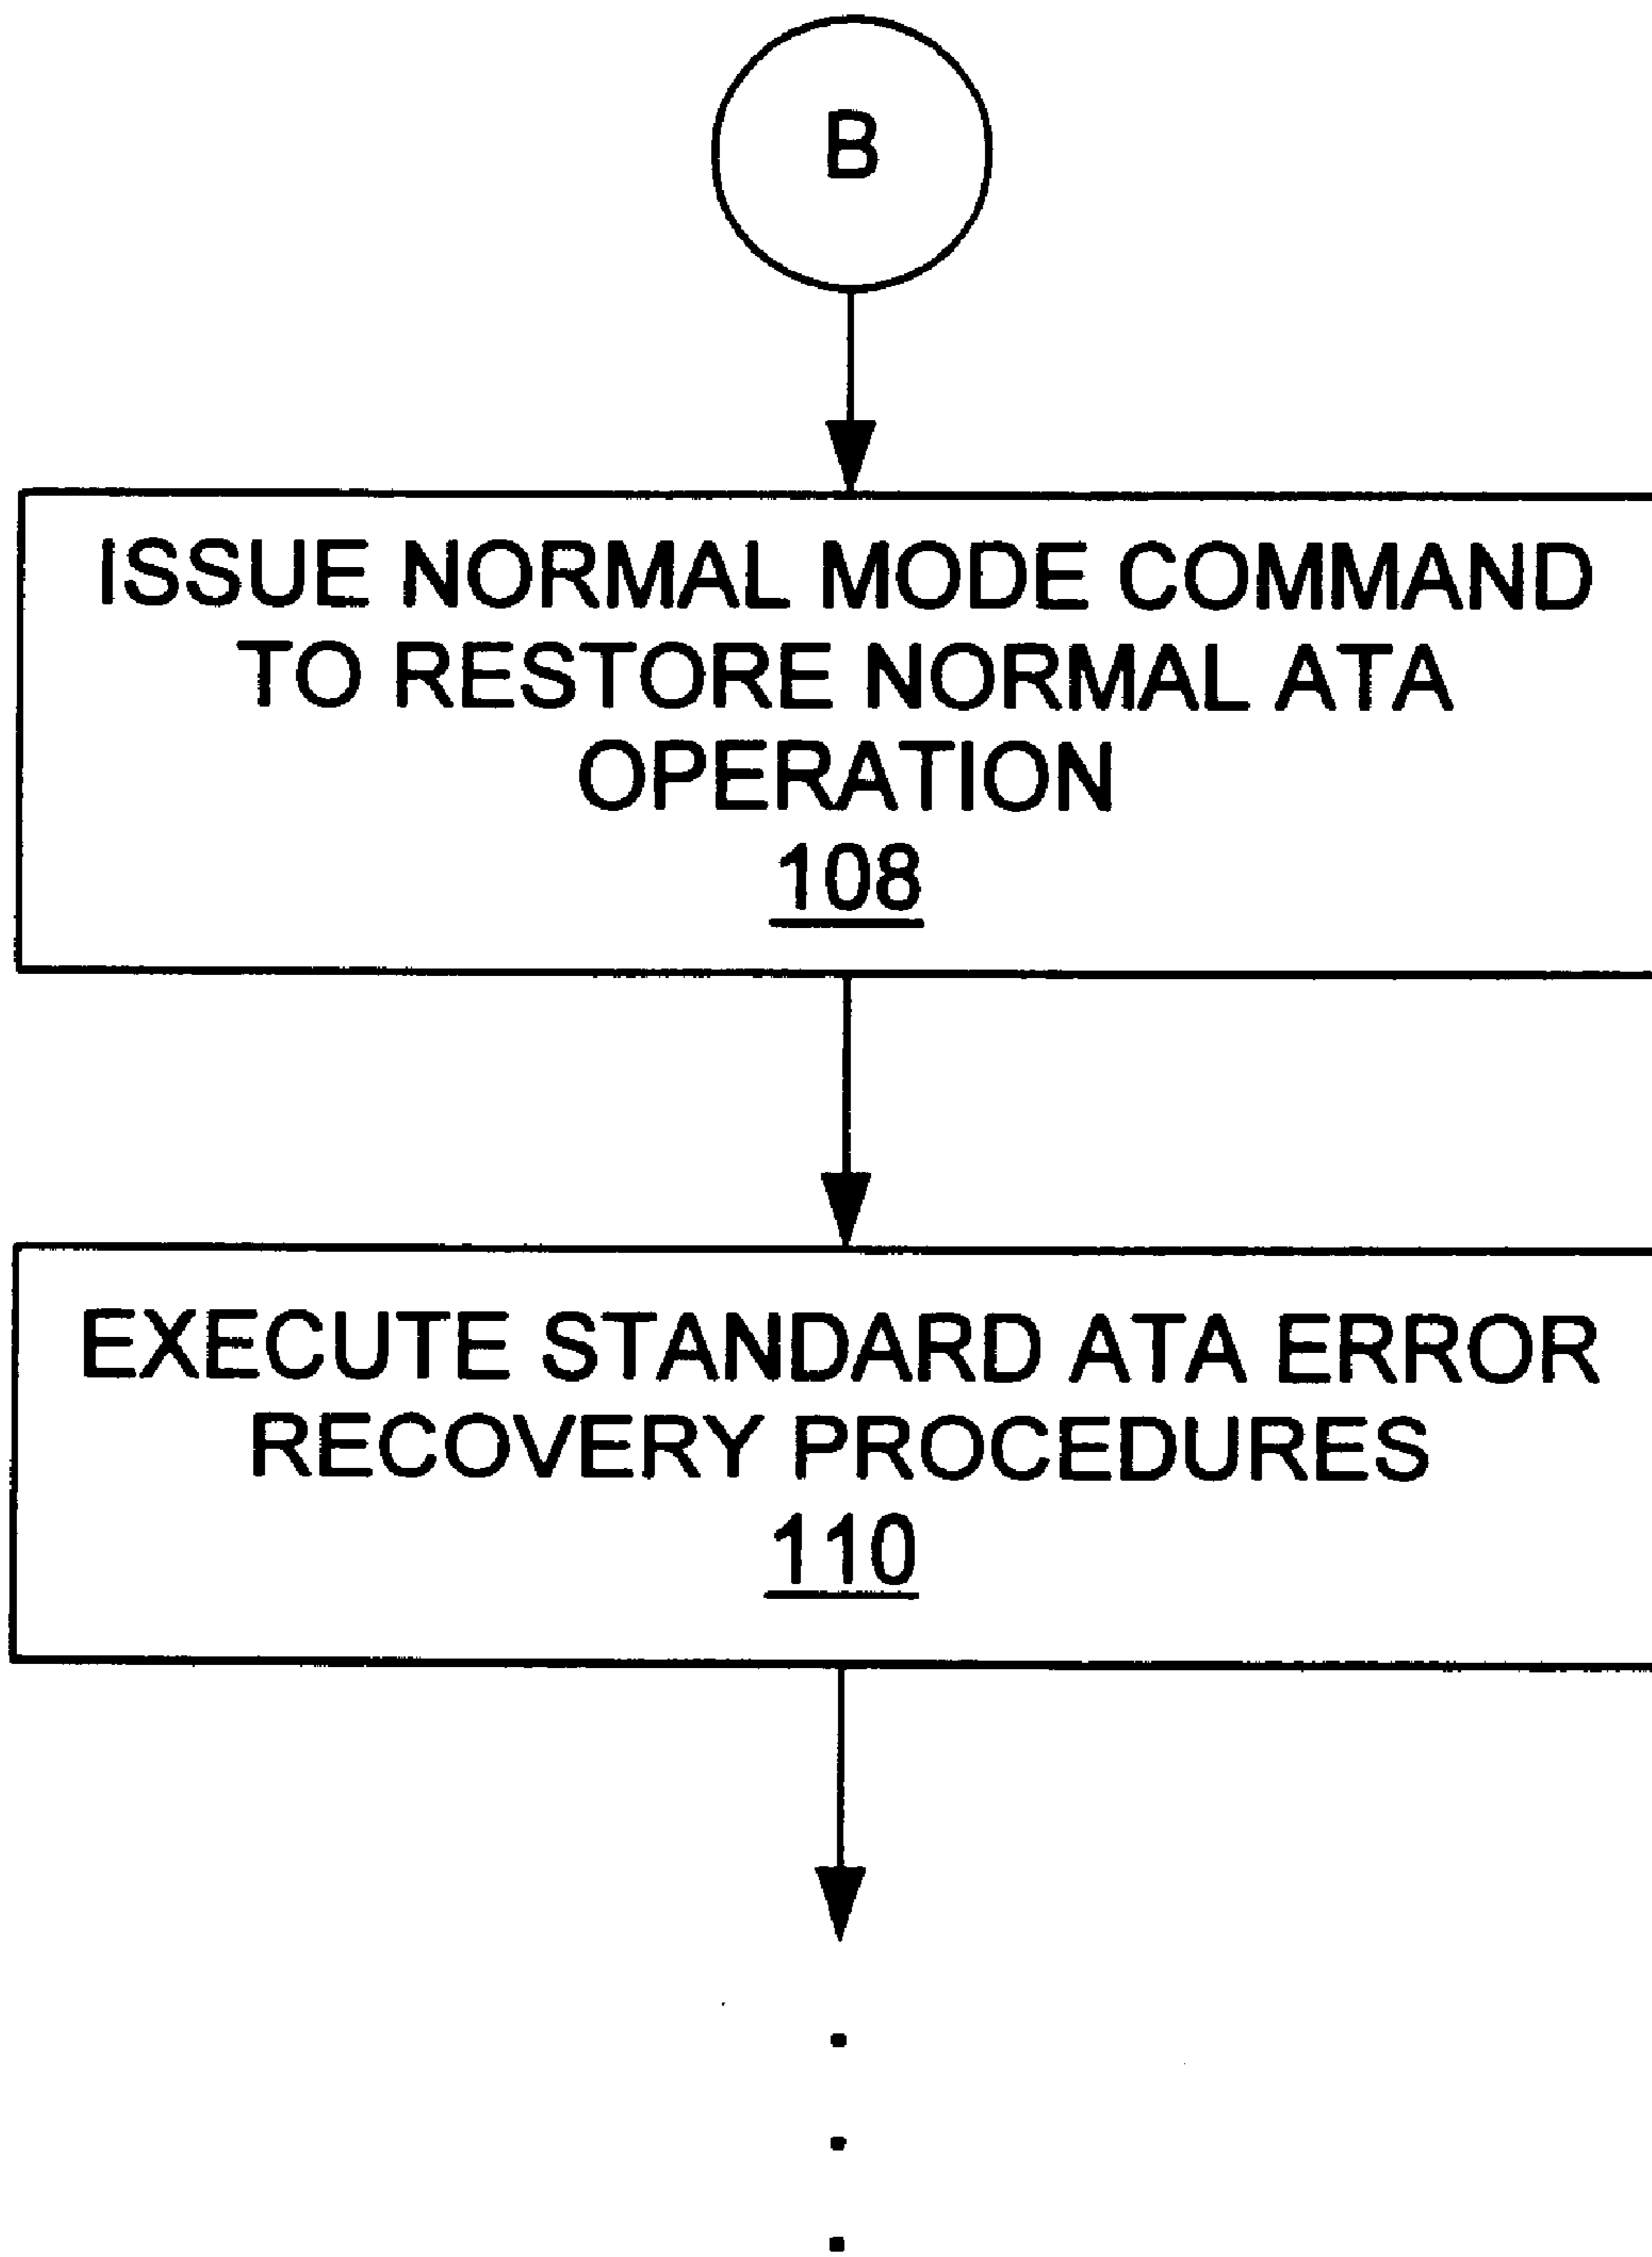 B
ISSUE NORMAL MODE COMMAND
TO RESTORE NORMAL ATA
OPERATION
108
EXECUTE STANDARD ATA ERROR
RECOVERY PROCEDURES
110